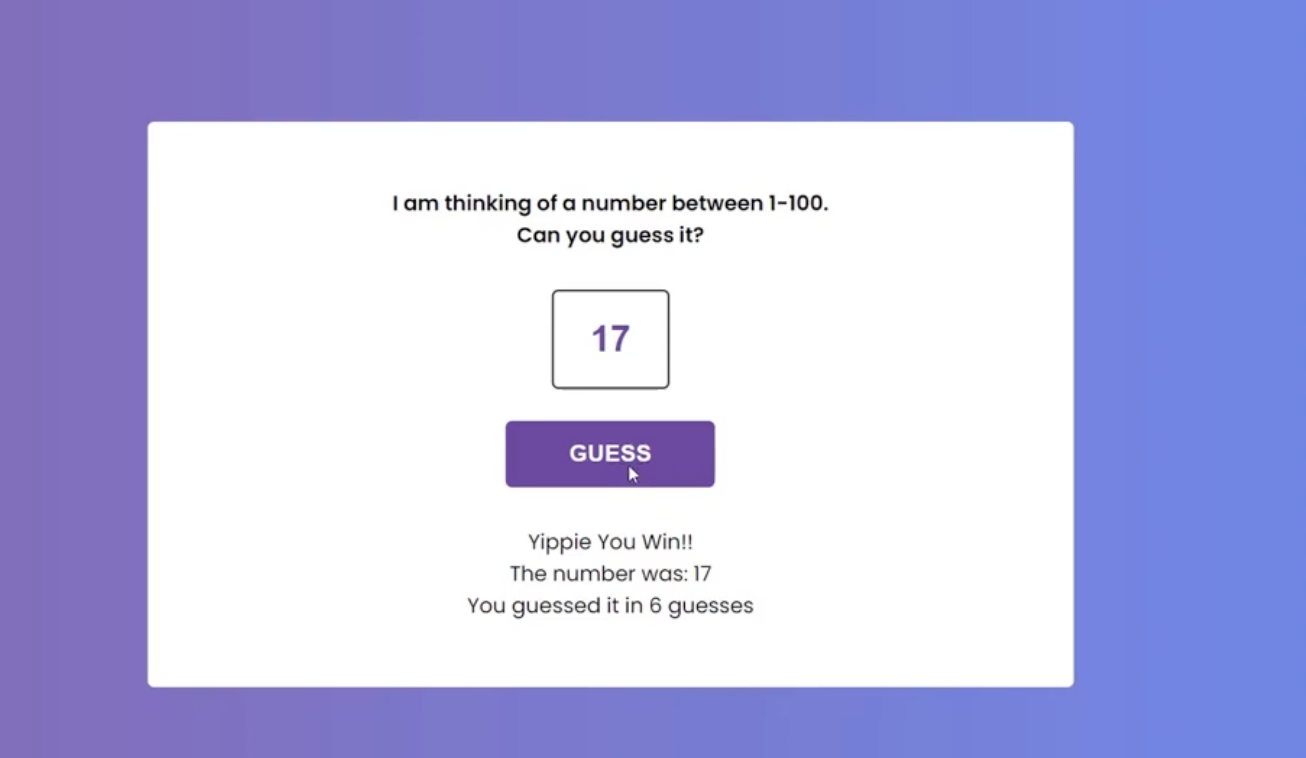 I am thinking of a number between 1-100.
Can you guess it?
17
GUESS
Yippie You Win!!
The number was: 17
You guessed it in 6 guesses